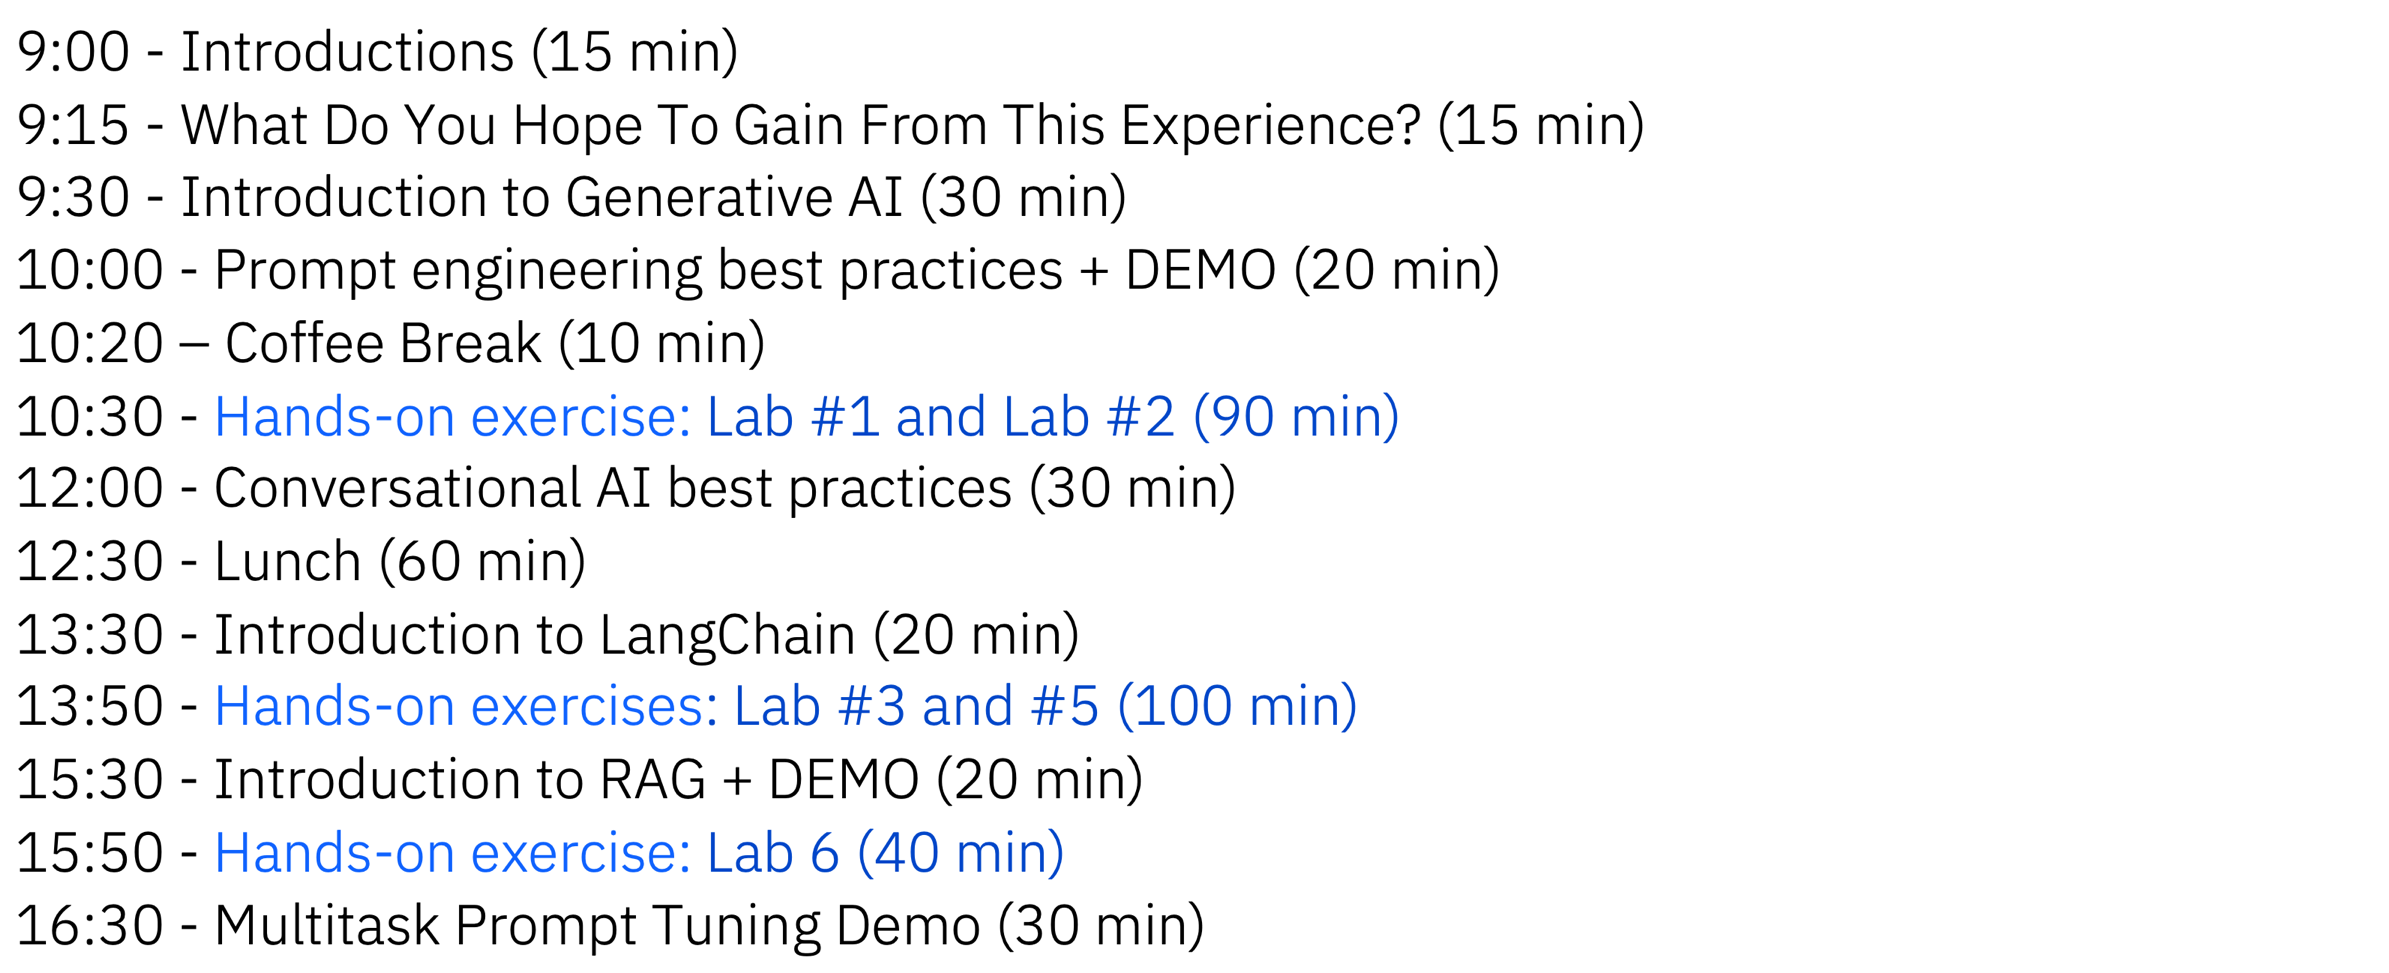 9:00 - Introductions (15 min)
9:15 - What Do You Hope To Gain From This Experience? (15 min)
9:30 - Introduction to Generative AI (30 min)
10:00 - Prompt engineering best practices + DEMO (20 min)
10:20 – Coffee Break (10 min)
10:30 - Hands-on exercise: Lab #1 and Lab #2 (90 min)
12:00 - Conversational AI best practices (30 min)
12:30 - Lunch (60 min)
13:30 - Introduction to LangChain (20 min)
13:50 - Hands-on exercises: Lab #3 and #5 (100 min)
15:30 - Introduction to RAG + DEMO (20 min)
15:50 - Hands-on exercise: Lab 6 (40 min)
16:30 - Multitask Prompt Tuning Demo (30 min)